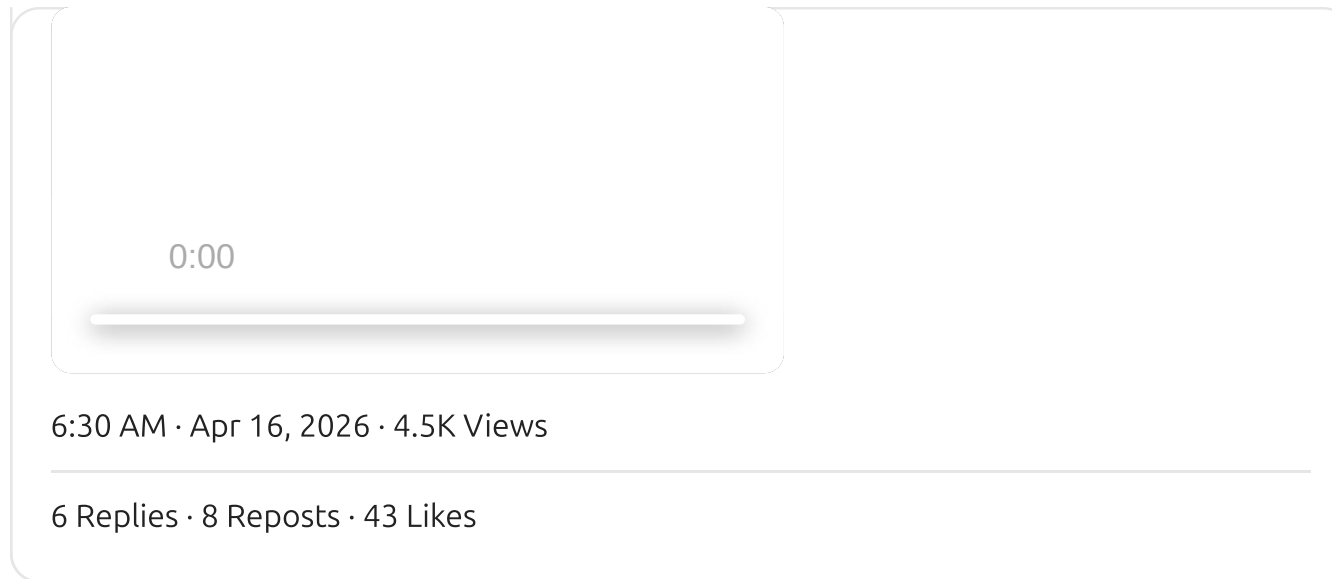 0:00
6:30 AM · Apr 16, 2026 · 4.5K Views
6 Replies · 8 Reposts · 43 Likes